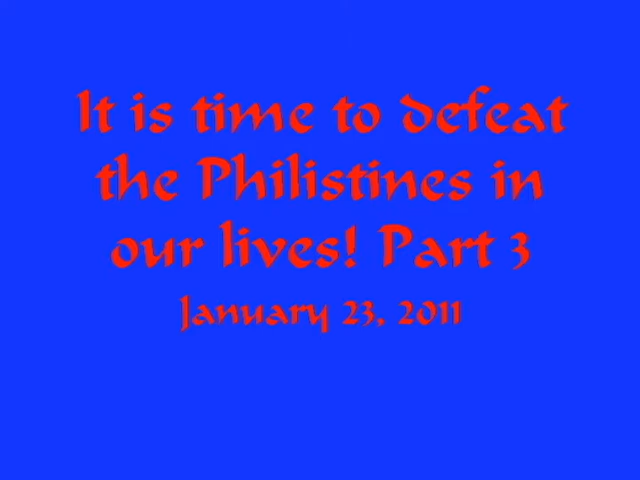 It is time to defeat
the Philistines in
our lives! Part 3
January 23, 2011